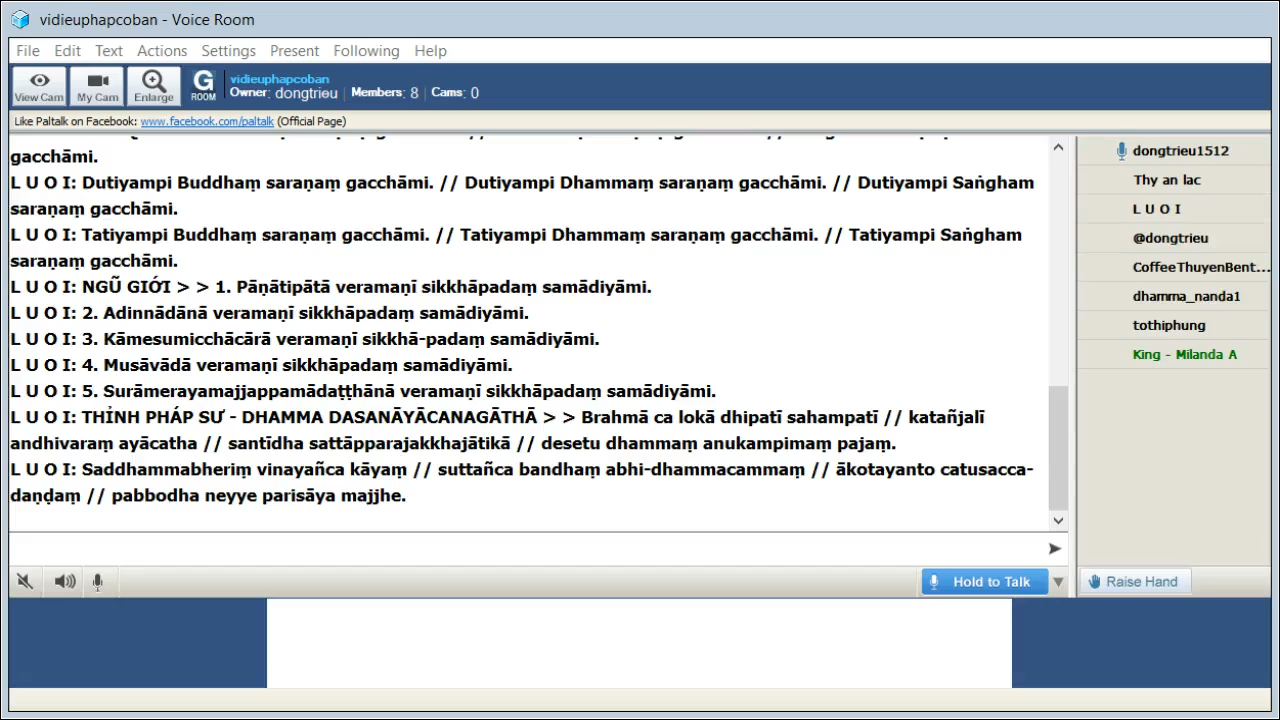 vidieuphapcoban - Voice Room
File Edit Text Actions Settings Present Following Help
View Cam My Cam Enlarge G ROOM
vidieuphapcoban
Owner: dongtrieu | Members: 8 | Cams: 0
Like Paltalk on Facebook: www.facebook.com/paltalk (Official Page)
gacchāmi.
L U O I: Dutiyampi Buddhaṃ saraṇaṃ gacchāmi. // Dutiyampi Dhammaṃ saraṇaṃ gacchāmi. // Dutiyampi Saṅgham
saraṇaṃ gacchāmi.
L U O I: Tatiyampi Buddhaṃ saraṇaṃ gacchāmi. // Tatiyampi Dhammaṃ saraṇaṃ gacchāmi. // Tatiyampi Saṅgham
saraṇaṃ gacchāmi.
L U O I: NGŨ GIỚI > > 1. Pāṇātipātā veramaṇī sikkhāpadaṃ samādiyāmi.
L U O I: 2. Adinnādānā veramaṇī sikkhāpadaṃ samādiyāmi.
L U O I: 3. Kāmesumicchācārā veramaṇī sikkhā-padaṃ samādiyāmi.
L U O I: 4. Musāvādā veramaṇī sikkhāpadaṃ samādiyāmi.
L U O I: 5. Surāmerayamajjappamādaṭṭhānā veramaṇī sikkhāpadaṃ samādiyāmi.
L U O I: THỈNH PHÁP SƯ - DHAMMA DASANĀYĀCANAGĀTHĀ > > Brahmā ca lokā dhipatī sahampatī // katañjalī
andhivaraṃ ayācatha // santīdha sattāpparajakkhajātikā // desetu dhammaṃ anukampimaṃ pajaṃ.
L U O I: Saddhammabheriṃ vinayañca kāyaṃ // suttañca bandhaṃ abhi-dhammacammaṃ // ākotayanto catusacca-
daṇḍaṃ // pabbodha neyye parisāya majjhe.
dongtrieu1512
Thy an lac
L U O I
@dongtrieu
CoffeeThuyenBent...
dhamma_nanda1
tothiphung
King - Milanda A
Hold to Talk
Raise Hand